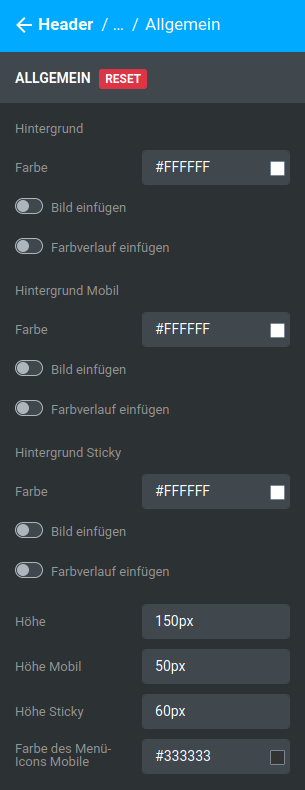 Header / ... / Allgemein
ALLGEMEIN RESET
Hintergrund
Farbe #FFFFFF
Bild einfügen
Farbverlauf einfügen
Hintergrund Mobil
Farbe #FFFFFF
Bild einfügen
Farbverlauf einfügen
Hintergrund Sticky
Farbe #FFFFFF
Bild einfügen
Farbverlauf einfügen
Höhe 150px
Höhe Mobil 50px
Höhe Sticky 60px
Farbe des Menü-
Icons Mobile #333333